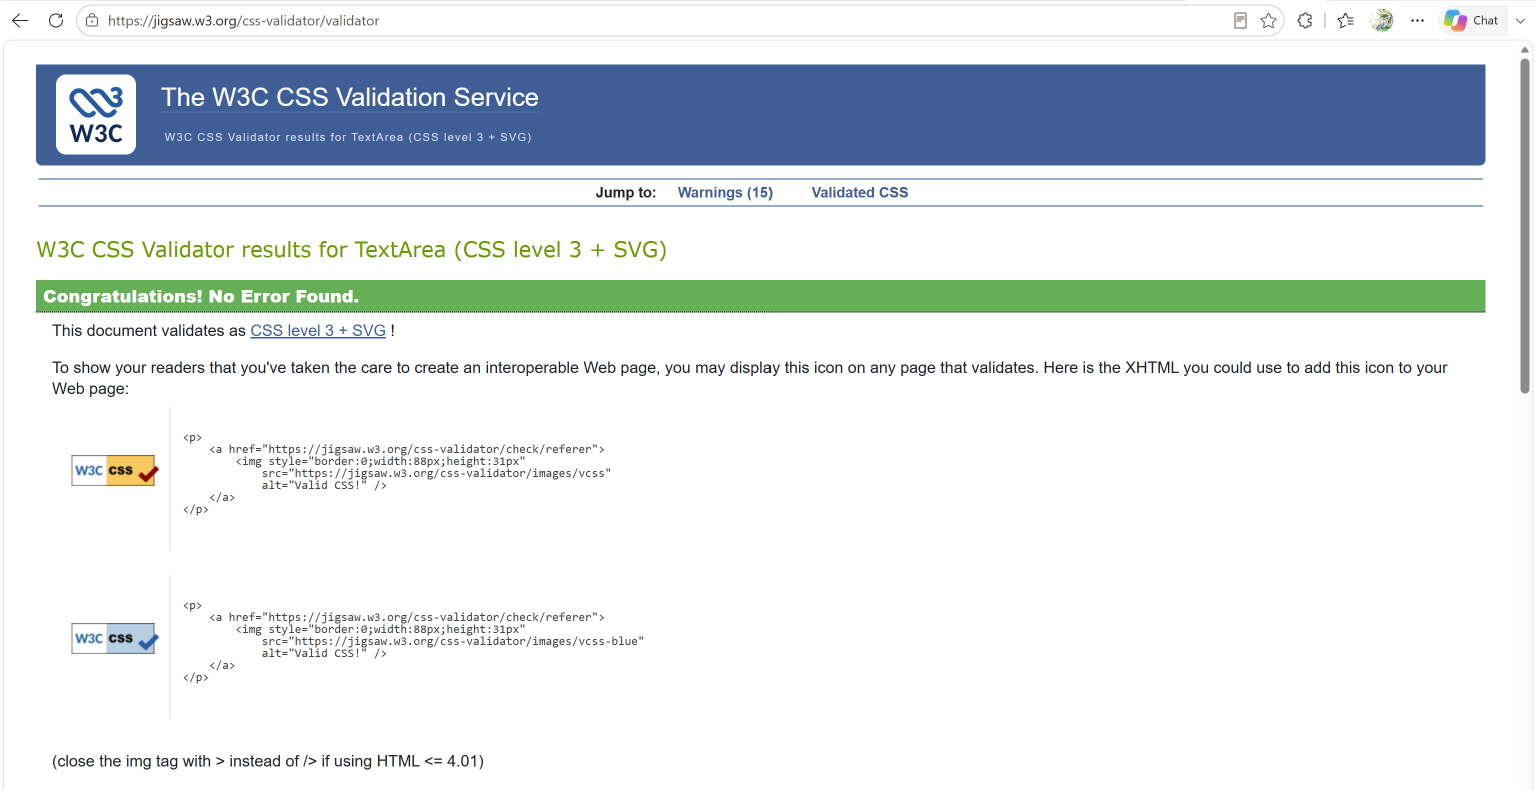 https://jigsaw.w3.org/css-validator/validator
Chat
W3C
The W3C CSS Validation Service
W3C CSS Validator results for TextArea (CSS level 3 + SVG)
Jump to: Warnings (15) Validated CSS
W3C CSS Validator results for TextArea (CSS level 3 + SVG)
Congratulations! No Error Found.
This document validates as CSS level 3 + SVG !
To show your readers that you've taken the care to create an interoperable Web page, you may display this icon on any page that validates. Here is the XHTML you could use to add this icon to your
Web page:
W3C css
<p>
    <a href="https://jigsaw.w3.org/css-validator/check/referer">
        <img style="border:0;width:88px;height:31px"
            src="https://jigsaw.w3.org/css-validator/images/vcss"
            alt="Valid CSS!" />
    </a>
</p>
W3C css
<p>
    <a href="https://jigsaw.w3.org/css-validator/check/referer">
        <img style="border:0;width:88px;height:31px"
            src="https://jigsaw.w3.org/css-validator/images/vcss-blue"
            alt="Valid CSS!" />
    </a>
</p>
(close the img tag with > instead of /> if using HTML <= 4.01)